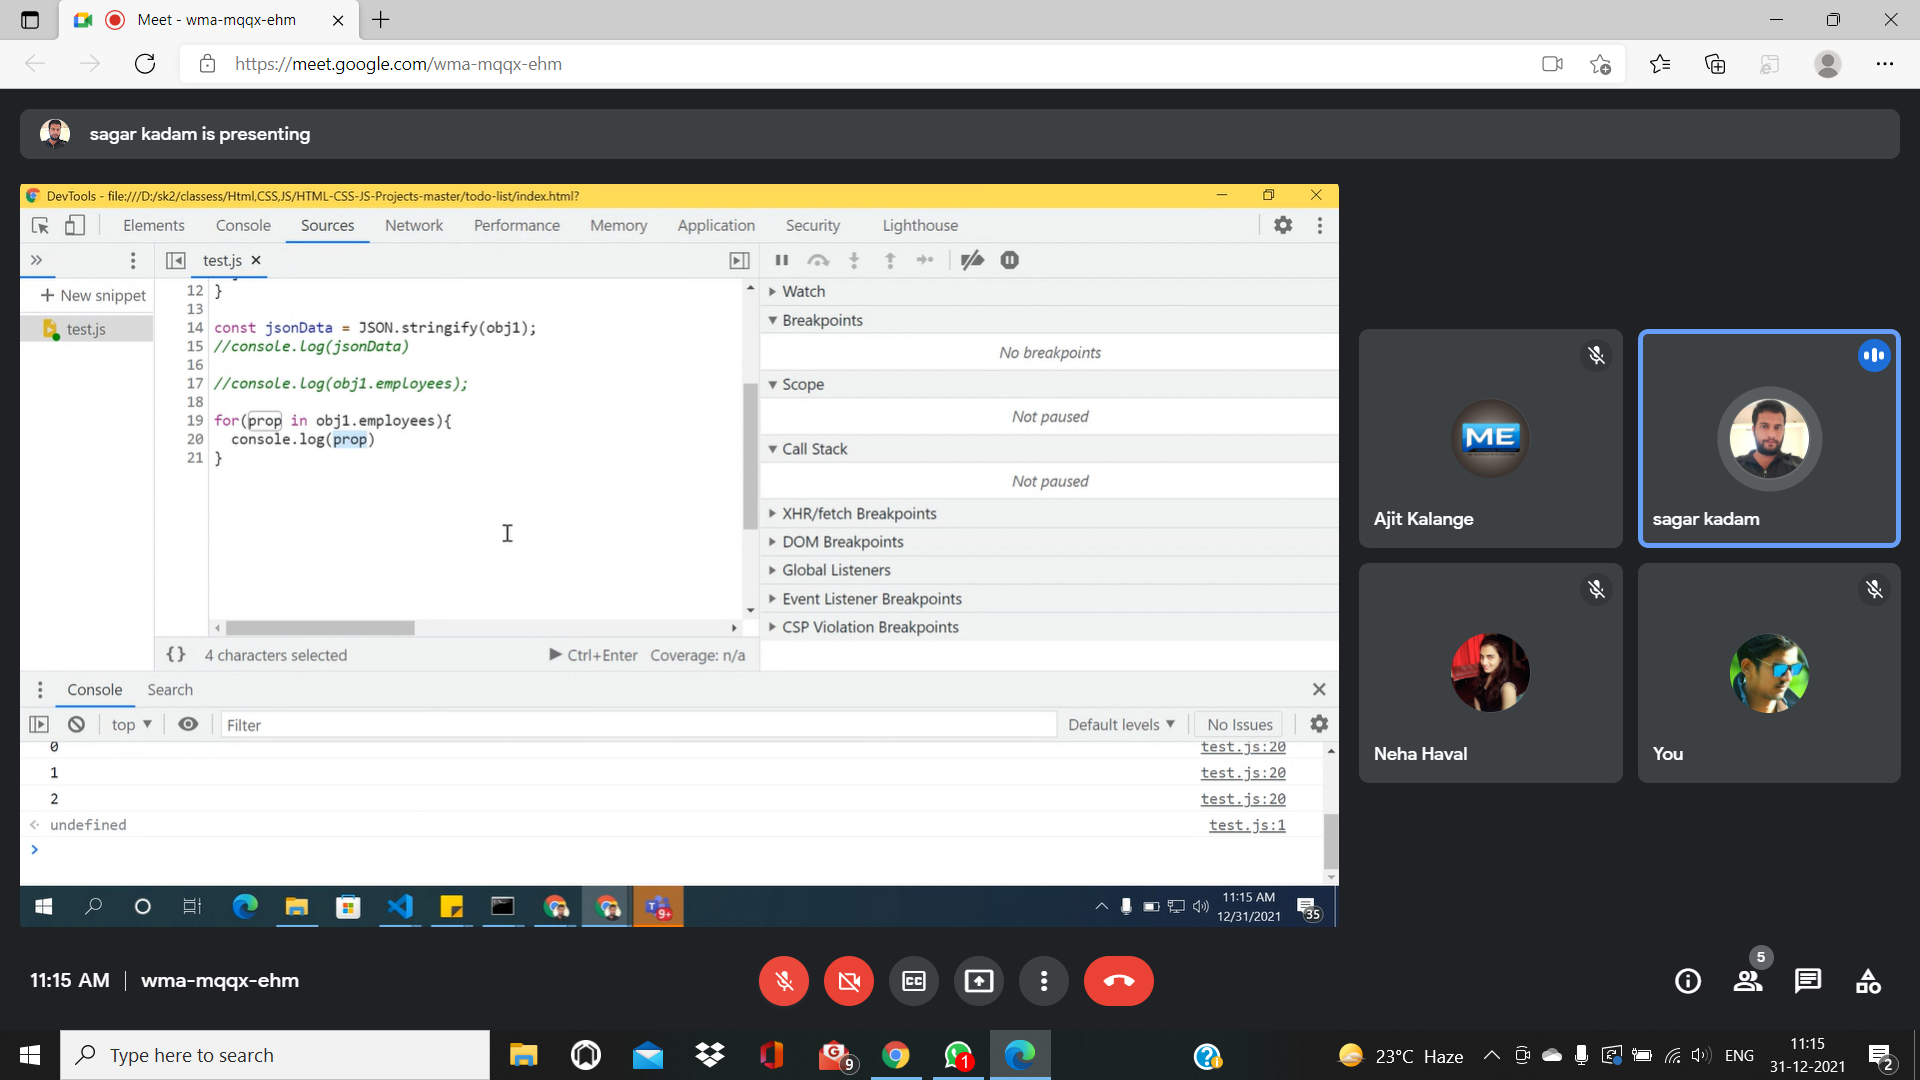 Meet - wma-mqqx-ehm
https://meet.google.com/wma-mqqx-ehm
sagar kadam is presenting
DevTools - file:///D:/sk2/classess/Html,CSS,JS/HTML-CSS-JS-Projects-master/todo-list/index.html?
Elements Console Sources Network Performance Memory Application Security Lighthouse
test.js
New snippet
test.js
12 }
13
14 const jsonData = JSON.stringify(obj1);
15 //console.log(jsonData)
16
17 //console.log(obj1.employees);
18
19 for(prop in obj1.employees){
20 console.log(prop)
21 }
{} 4 characters selected Ctrl+Enter Coverage: n/a
Watch
Breakpoints
No breakpoints
Scope
Not paused
Call Stack
Not paused
XHR/fetch Breakpoints
DOM Breakpoints
Global Listeners
Event Listener Breakpoints
CSP Violation Breakpoints
Console Search
top Filter Default levels No Issues
0 test.js:20
1 test.js:20
2 test.js:20
undefined test.js:1
9+
11:15 AM
12/31/2021
35
ME
Ajit Kalange
sagar kadam
Neha Haval
You
11:15 AM wma-mqqx-ehm
5
Type here to search
9
1
23°C Haze
ENG
11:15
31-12-2021
2